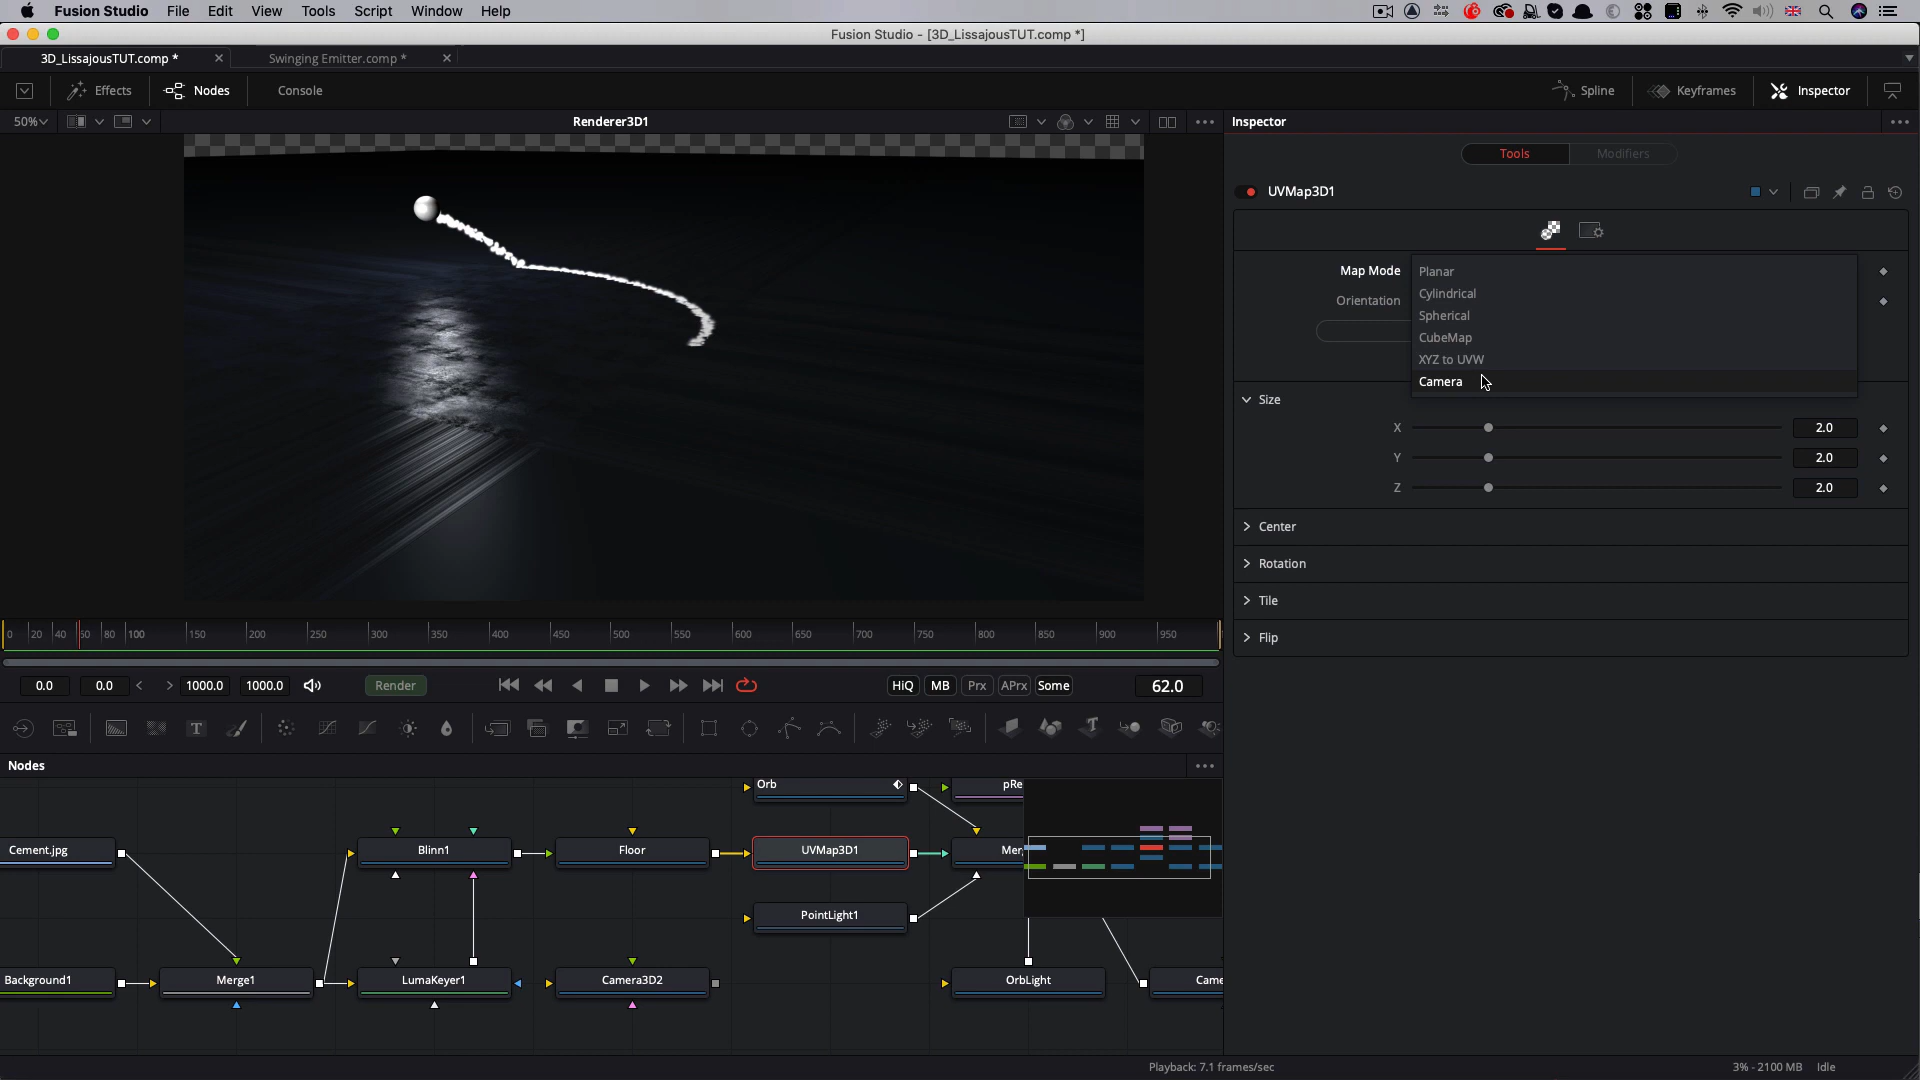 Fusion Studio File Edit View Tools Script Window Help
Fusion Studio - [3D_LissajousTUT.comp *]
3D_LissajousTUT.comp *
Swinging Emitter.comp *
Effects
Nodes
Console
Spline
Keyframes
Inspector
50%
Renderer3D1
Inspector
Tools
Modifiers
UVMap3D1
Map Mode
Orientation
Planar
Cylindrical
Spherical
CubeMap
XYZ to UVW
Camera
Size
X 2.0
Y 2.0
Z 2.0
Center
Rotation
Tile
Flip
0 20 40 60 80 100 150 200 250 300 350 400 450 500 550 600 650 700 750 800 850 900 950
0.0 0.0 < > 1000.0 1000.0 Render HiQ MB Prx APrx Some 62.0
Nodes
Orb
pRe
Cement.jpg
Blinn1
Floor
UVMap3D1
Mer
PointLight1
Background1
Merge1
LumaKeyer1
Camera3D2
OrbLight
Came
Playback: 7.1 frames/sec
3% - 2100 MB
Idle